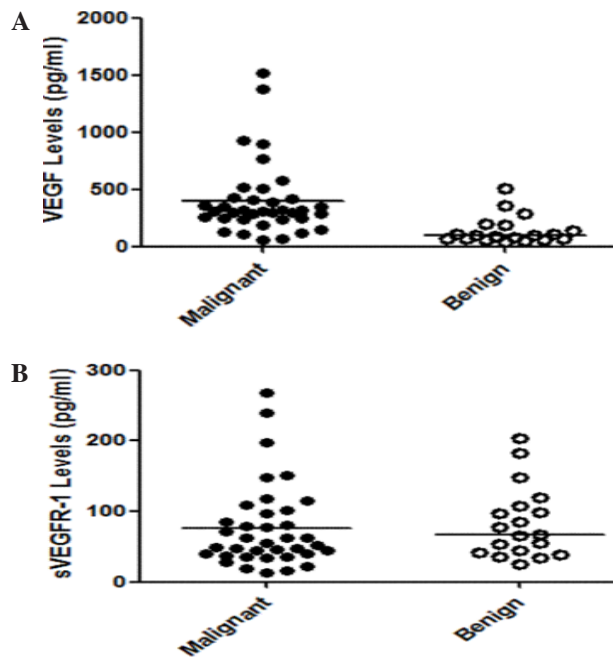 A
VEGF Levels (pg/ml)
2000
1500
1000
500
0
Malignant
Benign
B
sVEGFR-1 Levels (pg/ml)
300
200
100
0
Malignant
Benign